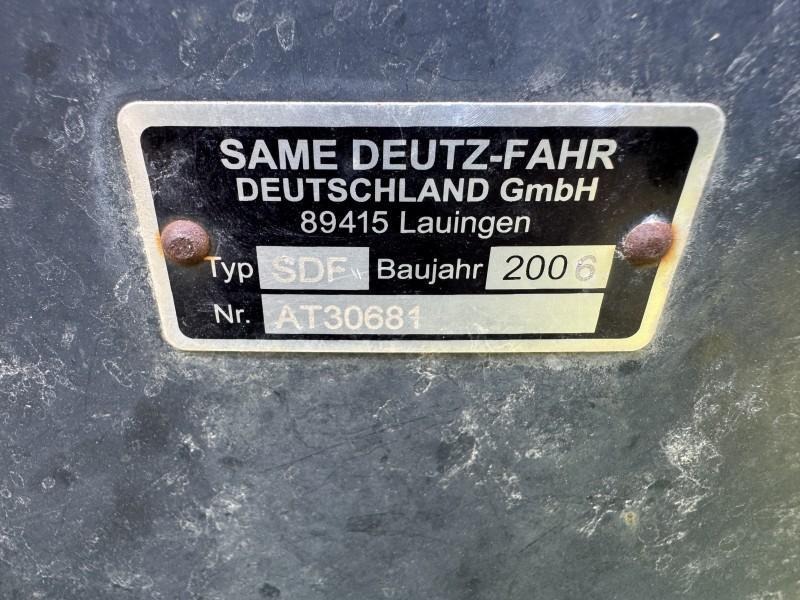 SAME DEUTZ-FAHR
DEUTSCHLAND GmbH
89415 Lauingen
Typ SDF Baujahr 2006
Nr. AT30681